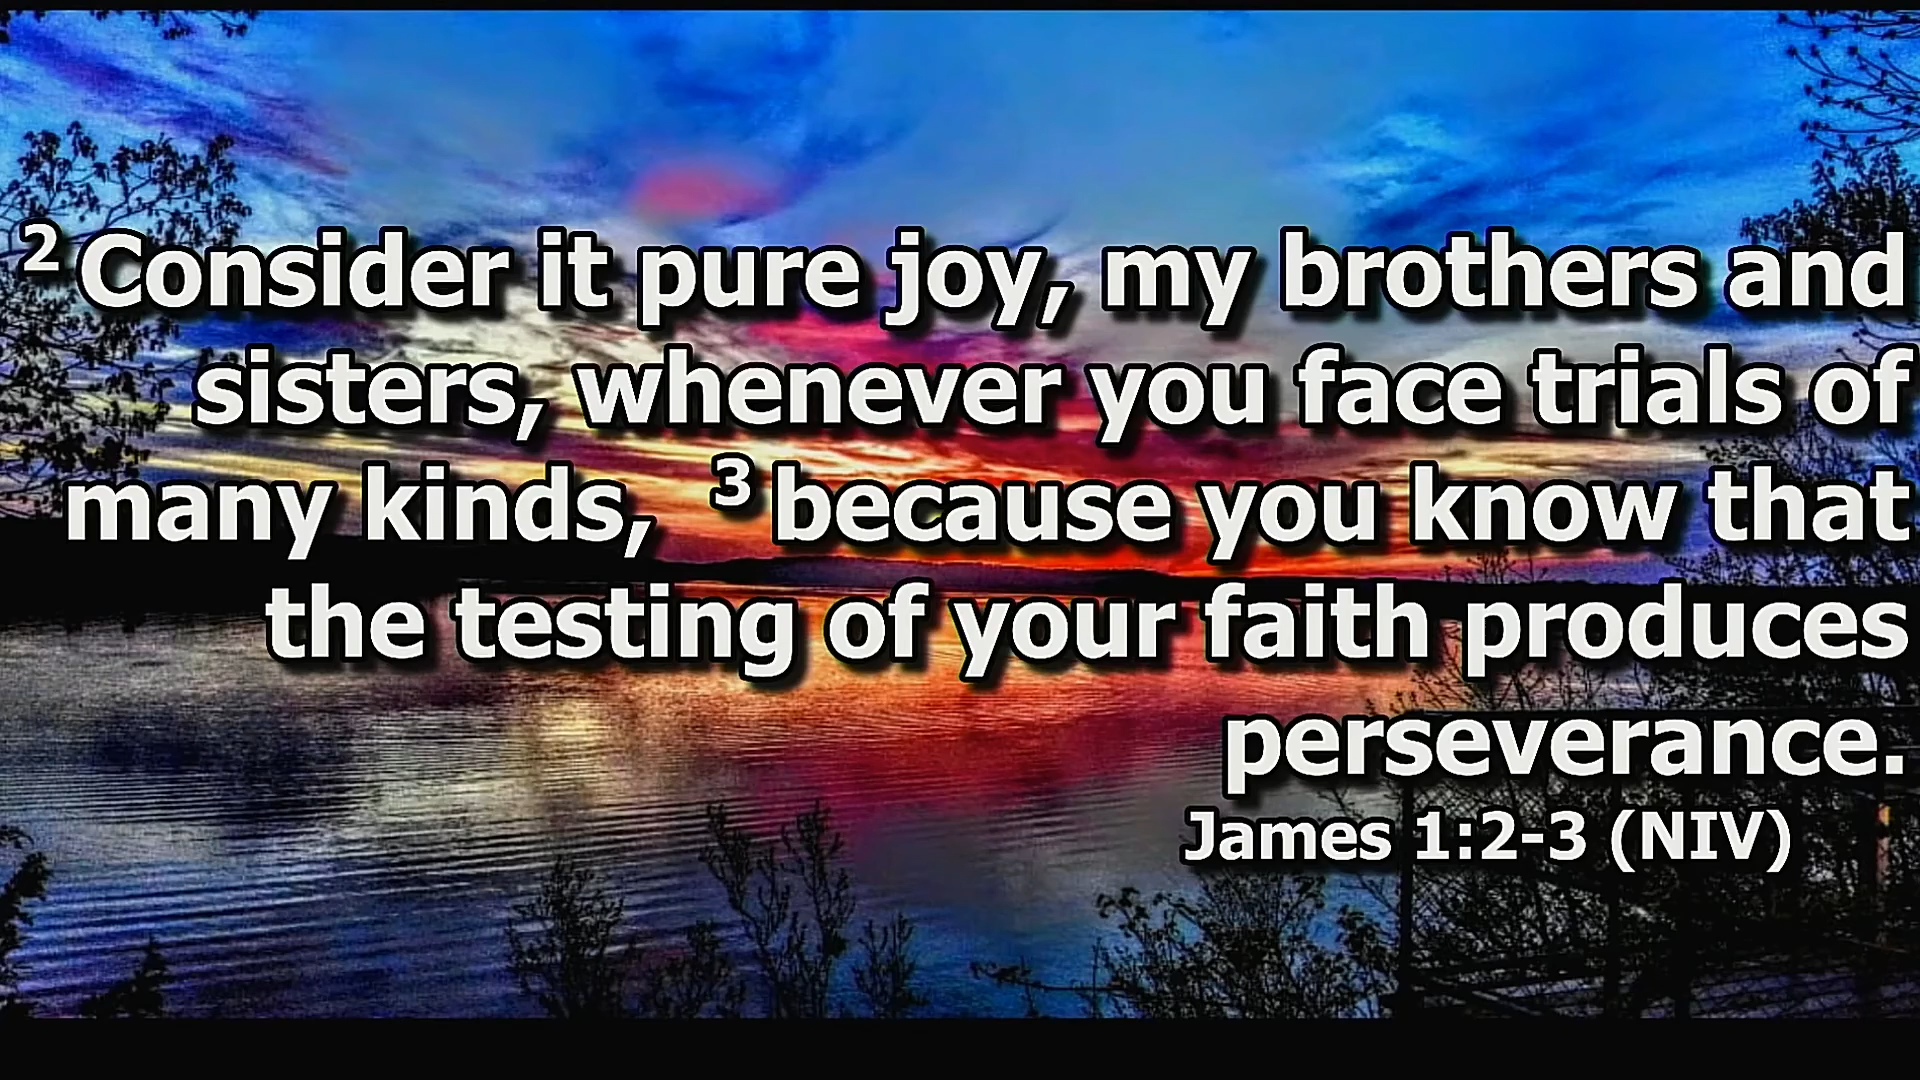 ² Consider it pure joy, my brothers and
sisters, whenever you face trials of
many kinds, ³ because you know that
the testing of your faith produces
perseverance.
James 1:2-3 (NIV)